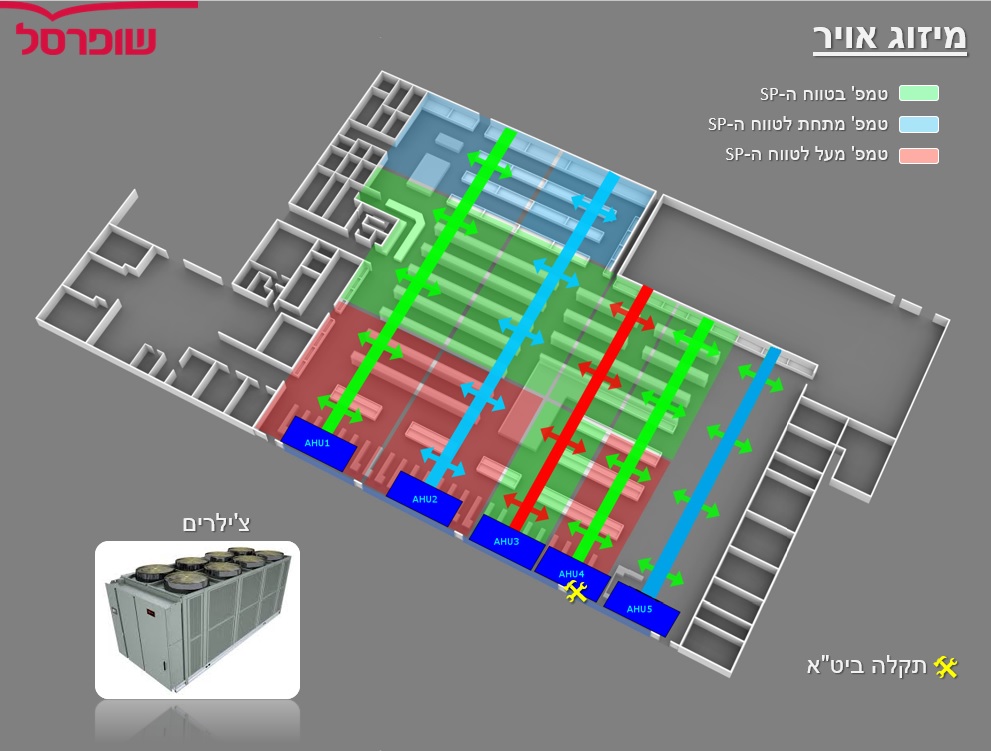 שופרסל
מיזוג אויר
טמפ' בטווח ה-SP
טמפ' מתחת לטווח ה-SP
טמפ' מעל לטווח ה-SP
AHU1
AHU2
AHU3
AHU4
AHU5
צ'ילרים
תקלה ביט"א